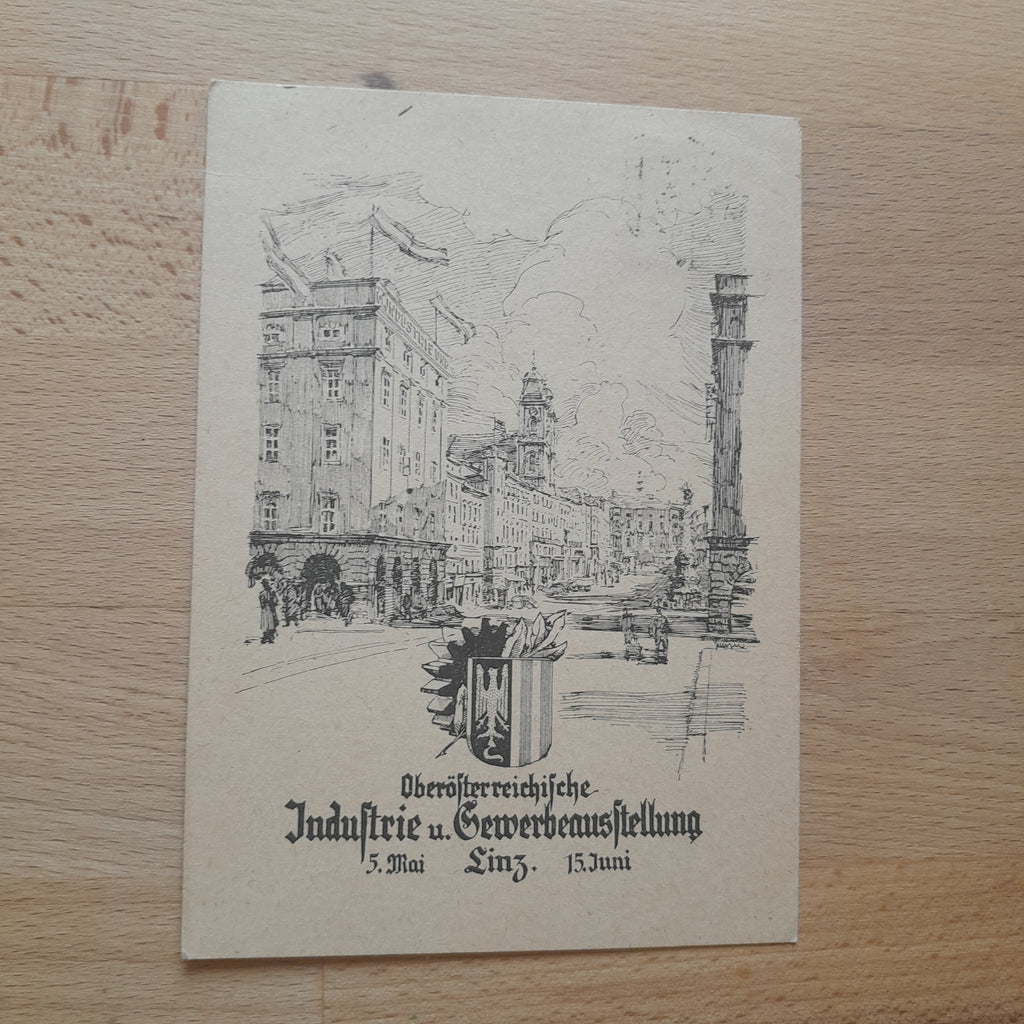 Oberösterreichische
Industrie u. Gewerbeausstellung
5. Mai Linz. 15. Juni